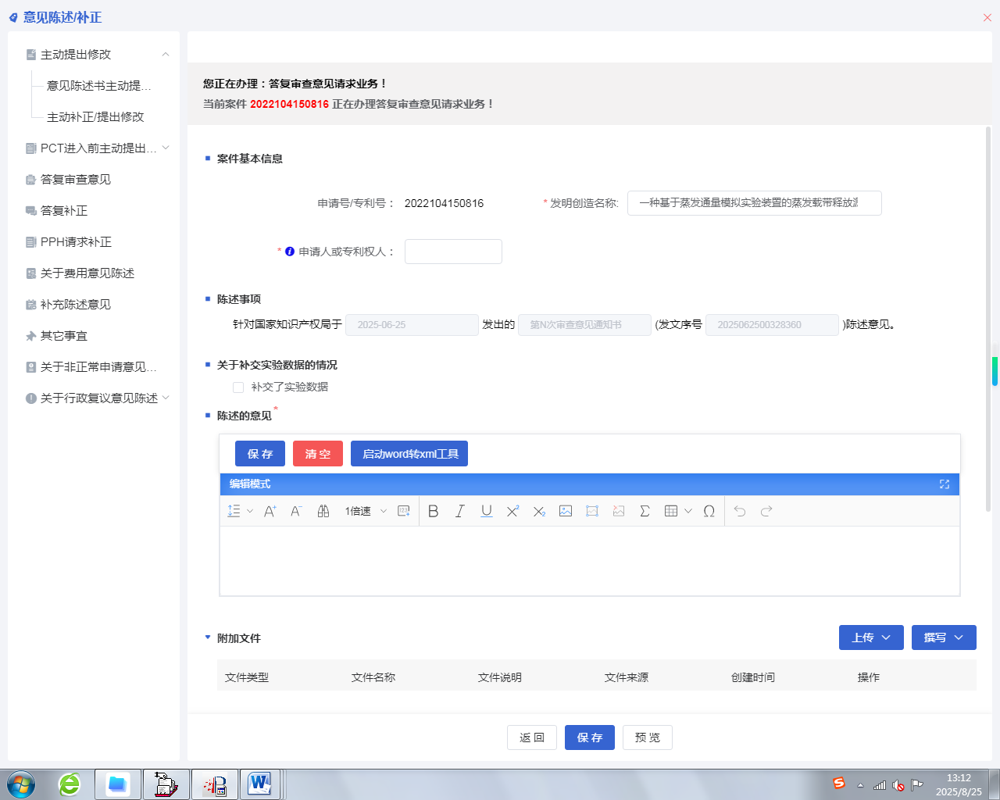 意见陈述/补正
主动提出修改
意见陈述书主动提...
主动补正/提出修改
PCT进入前主动提出...
答复审查意见
答复补正
PPH请求补正
关于费用意见陈述
补充陈述意见
其它事宜
关于非正常申请意见...
关于行政复议意见陈述
您正在办理：答复审查意见请求业务！
当前案件 2022104150816 正在办理答复审查意见请求业务！
案件基本信息
申请号/专利号： 2022104150816 * 发明创造名称: 一种基于蒸发通量模拟实验装置的蒸发载带释放源
* 申请人或专利权人：
陈述事项
针对国家知识产权局于 2025-06-25 发出的 第N次审查意见通知书 (发文序号 2025062500328360 )陈述意见。
关于补交实验数据的情况
补交了实验数据
陈述的意见*
保 存 清 空 启动word转xml工具
编辑模式
A+ A- 1倍速 123 B I U X² X₂ Σ Ω
附加文件 上传 撰写
文件类型 文件名称 文件说明 文件来源 创建时间 操作
返 回 保 存 预 览
13:12
2025/8/25